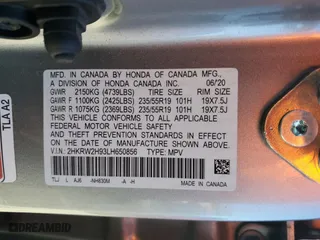 MFD. IN CANADA BY HONDA OF CANADA MFG.,
A DIVISION OF HONDA CANADA INC. 06/20
GVWR 2150KG (4739LBS) TIRE SIZE RIM SIZE
GAWR F 1100KG (2425LBS) 235/55R19 101H 19X7.5J
GAWR R 1075KG (2369LBS) 235/55R19 101H 19X7.5J
THIS VEHICLE CONFORMS TO ALL APPLICABLE
FEDERAL MOTOR VEHICLE SAFETY
AND THEFT PREVENTION STANDARDS IN EFFECT
ON THE DATE OF MANUFACTURE SHOWN ABOVE.
V.I.N: 2HKRW2H93LH650856 TYPE: MPV
MADE IN CANADA
TLA A2
DREAMBID